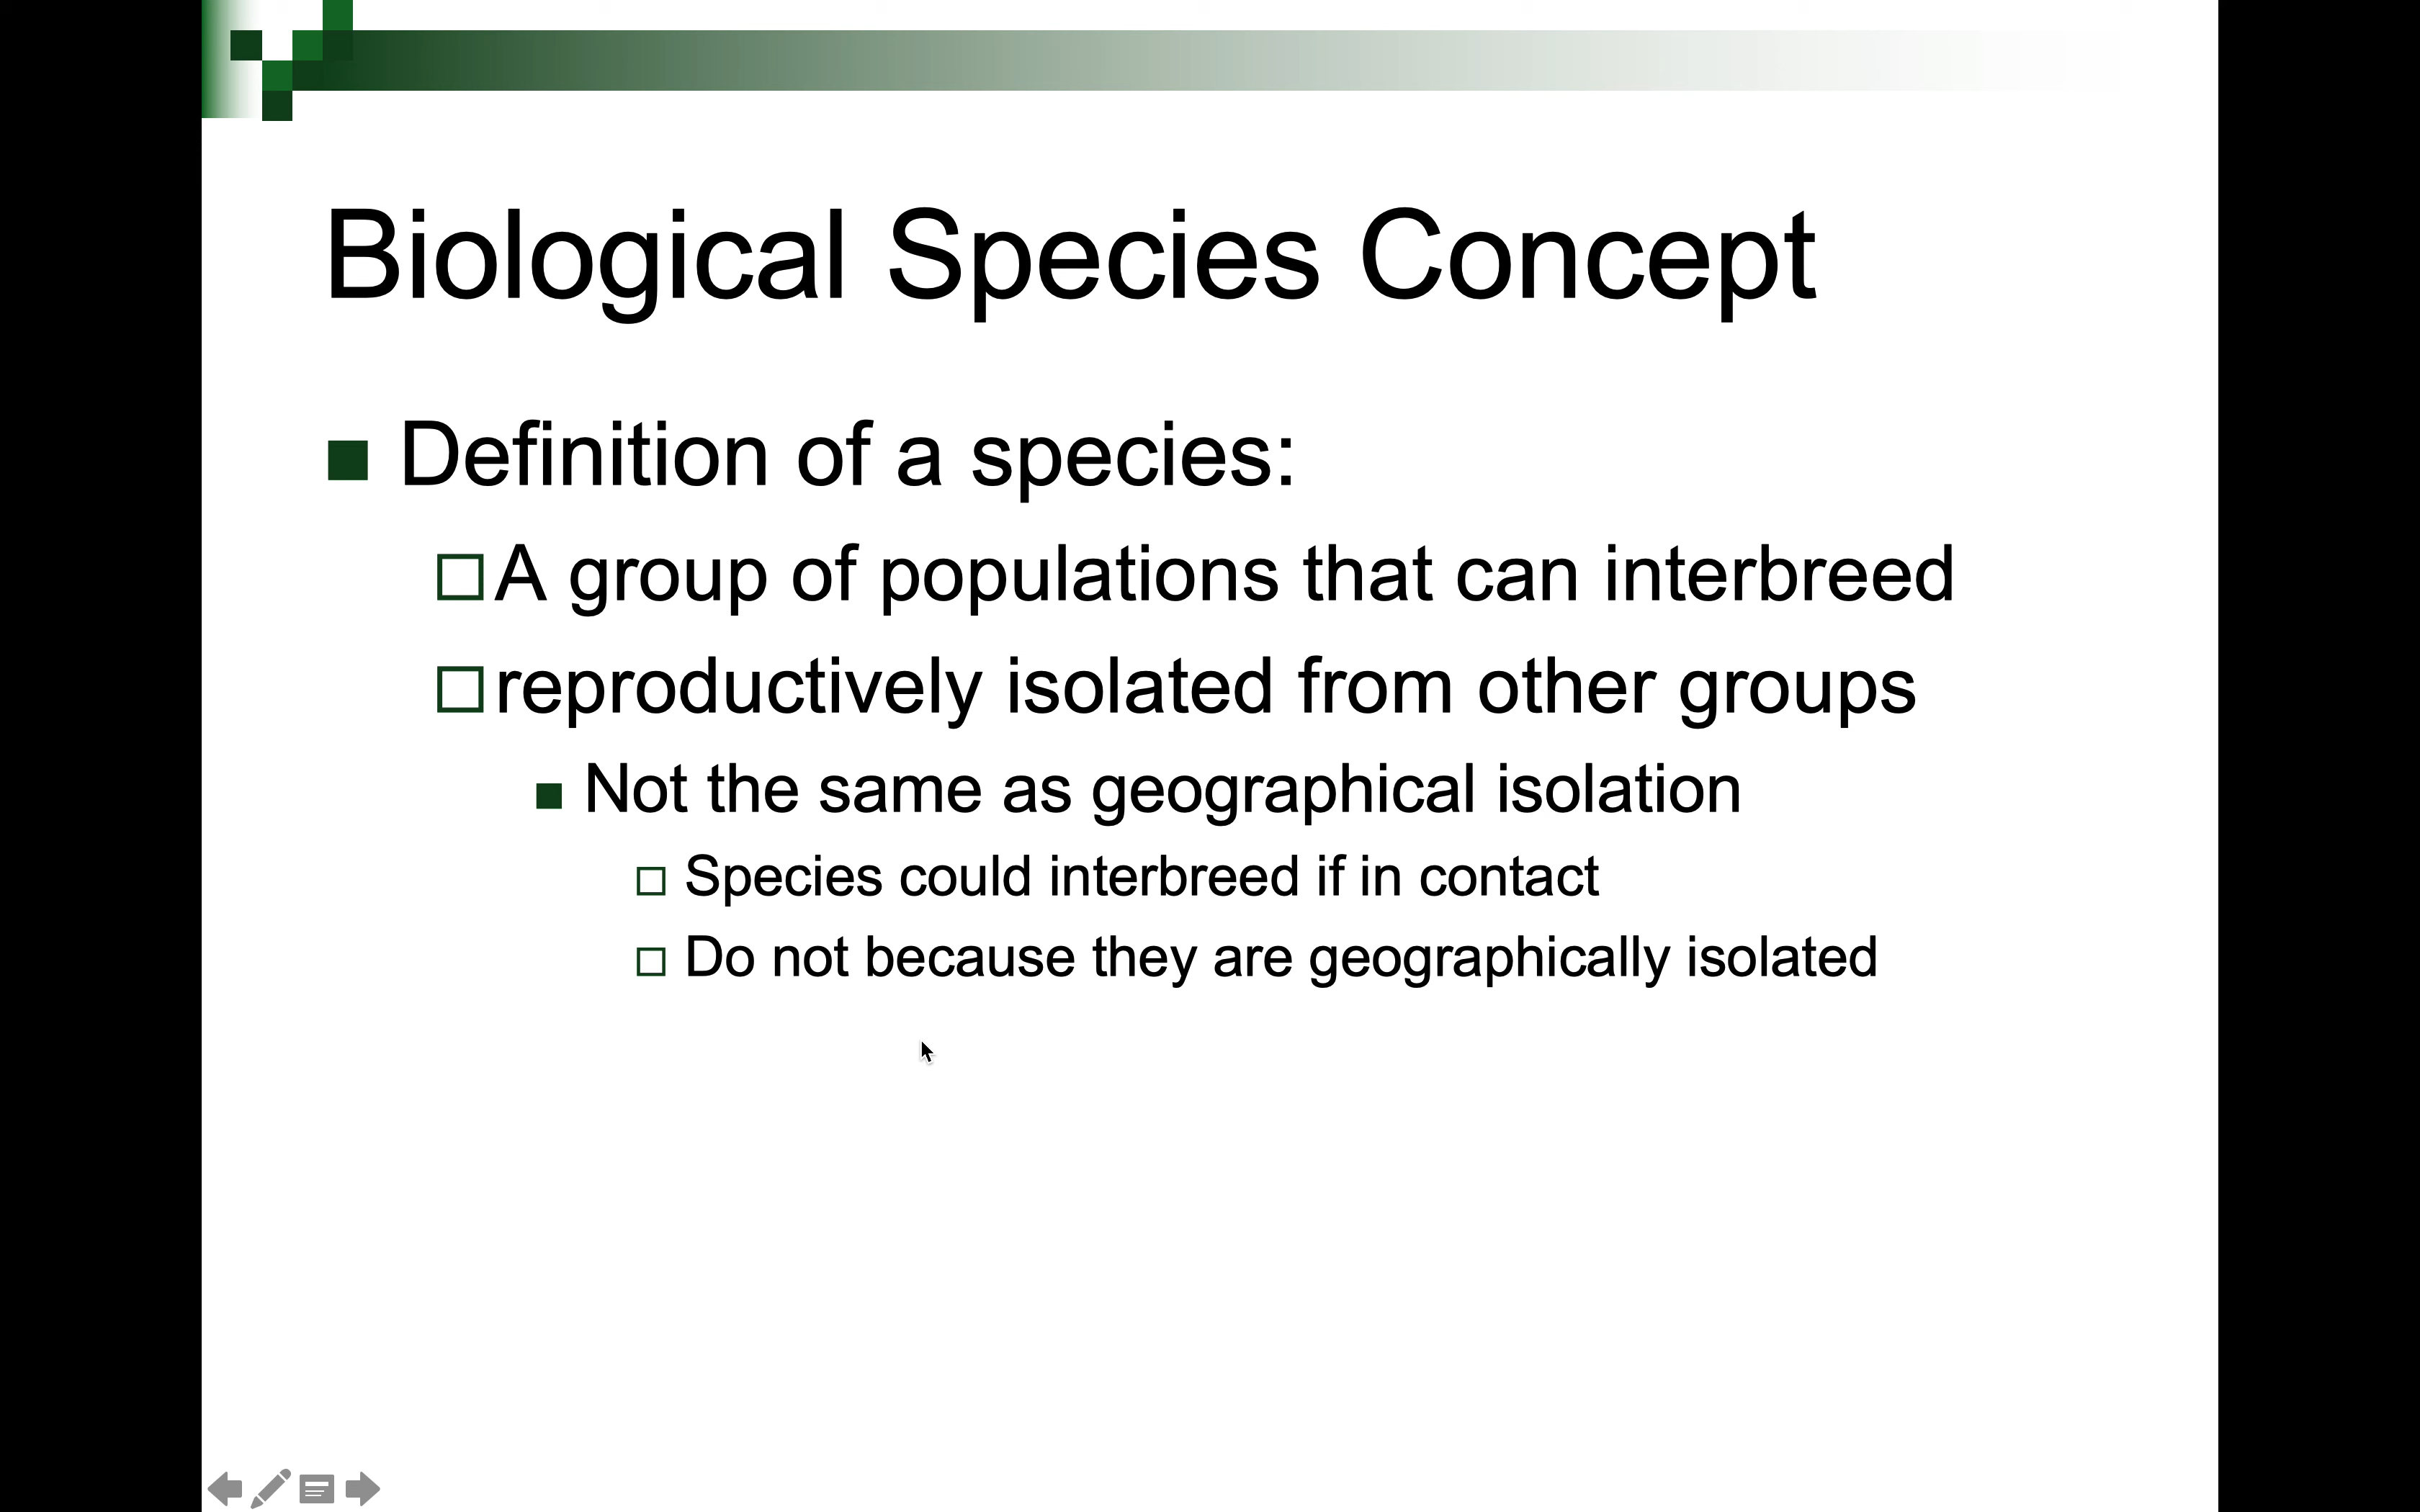 Biological Species Concept
Definition of a species:
A group of populations that can interbreed
reproductively isolated from other groups
Not the same as geographical isolation
Species could interbreed if in contact
Do not because they are geographically isolated